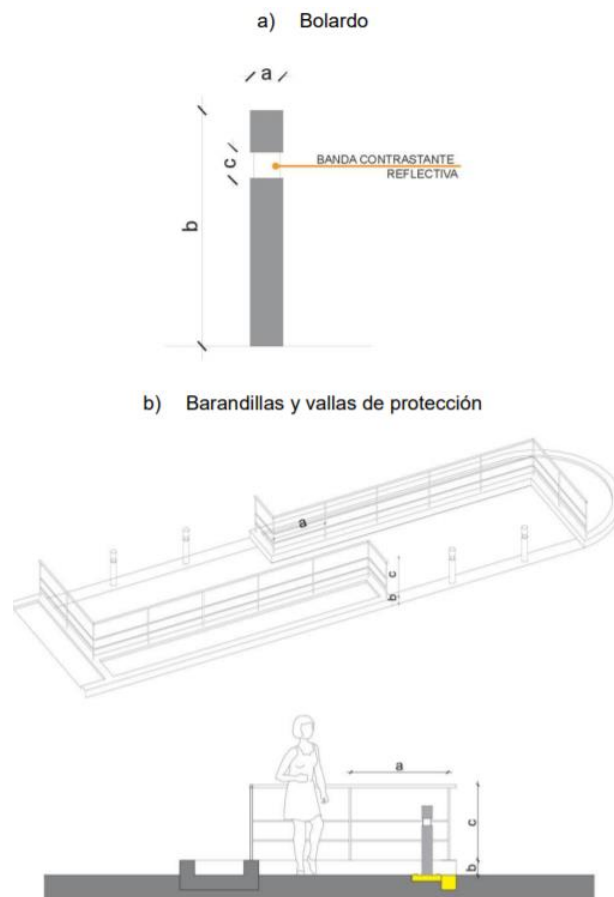 a) Bolardo
a
c
b
BANDA CONTRASTANTE
REFLECTIVA
b) Barandillas y vallas de protección
a
c
b
a
c
b